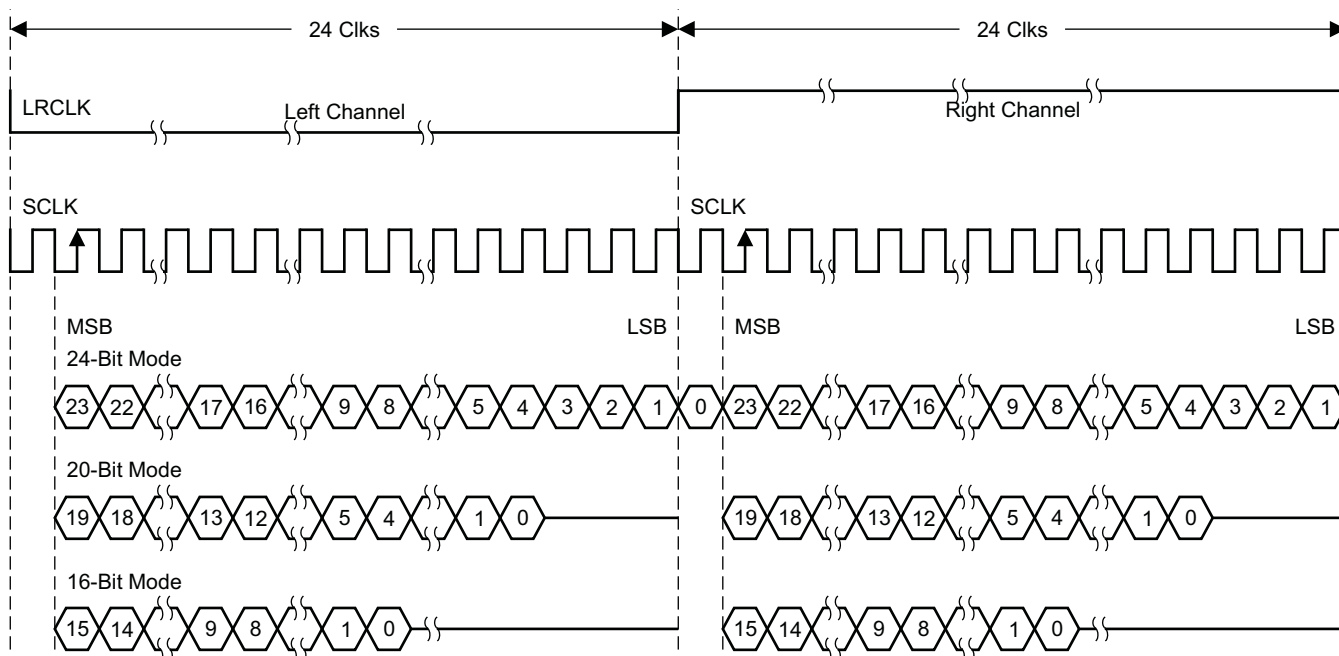 24 Clks 24 Clks
LRCLK Left Channel Right Channel
SCLK SCLK
MSB LSB MSB LSB
24-Bit Mode
23 22 17 16 9 8 5 4 3 2 1 0 23 22 17 16 9 8 5 4 3 2 1
20-Bit Mode
19 18 13 12 5 4 1 0 19 18 13 12 5 4 1 0
16-Bit Mode
15 14 9 8 1 0 15 14 9 8 1 0